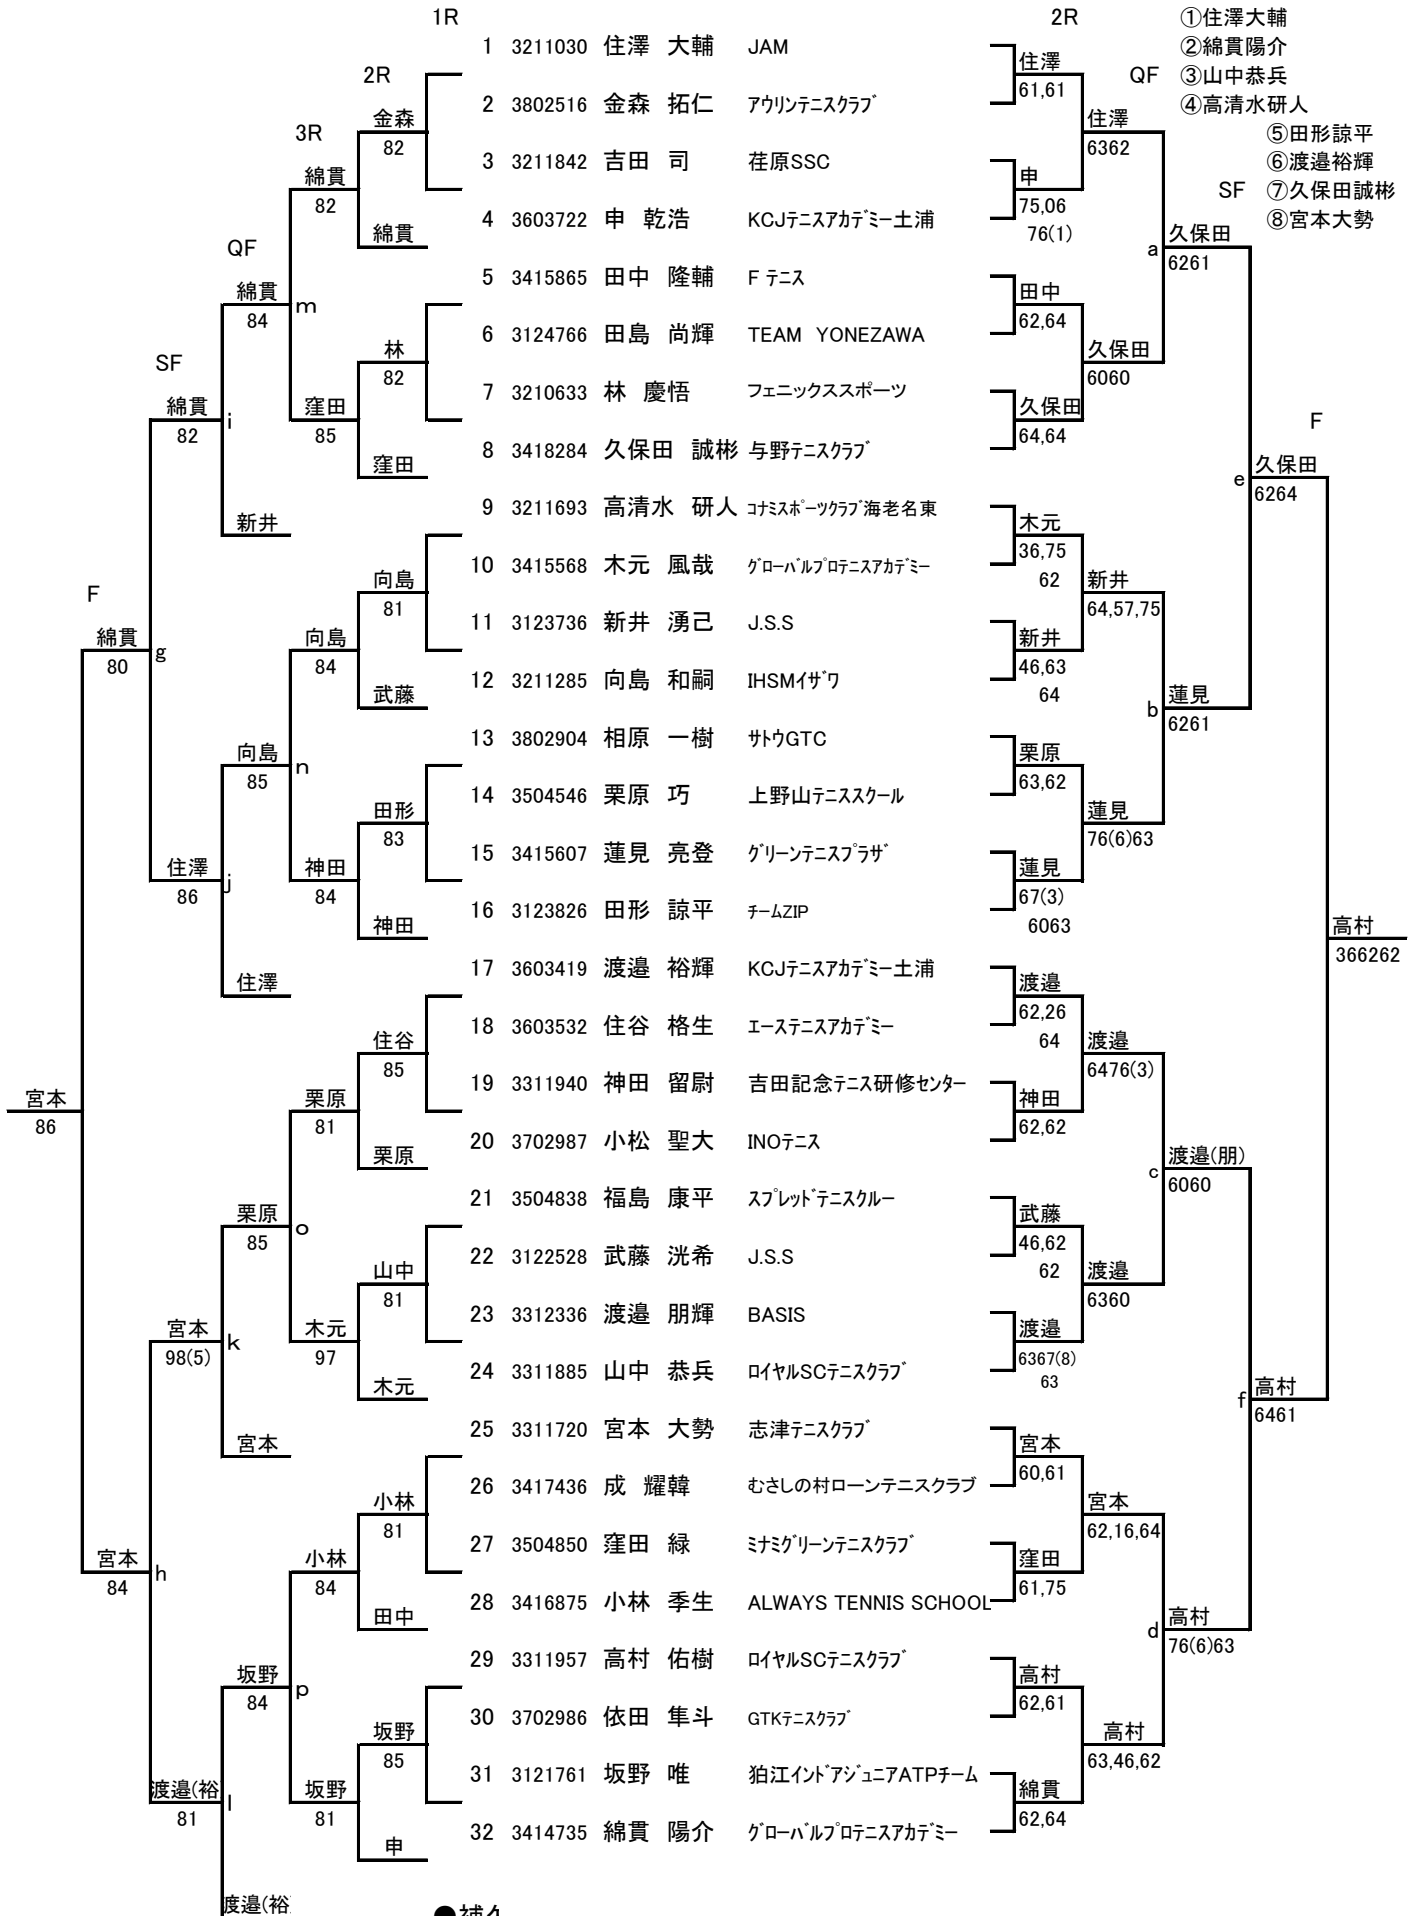 1R
2R
①住澤大輔
②綿貫陽介
QF ③山中恭兵
④高清水研人
⑤田形諒平
⑥渡邉裕輝
SF ⑦久保田誠彬
⑧宮本大勢
1 3211030 住澤 大輔 JAM
2 3802516 金森 拓仁 アウリンテニスクラブ
3 3211842 吉田 司 荏原SSC
4 3603722 申 乾浩 KCJテニスアカデミー土浦
5 3415865 田中 隆輔 F テニス
6 3124766 田島 尚輝 TEAM YONEZAWA
7 3210633 林 慶悟 フェニックススポーツ
8 3418284 久保田 誠彬 与野テニスクラブ
9 3211693 高清水 研人 コナミスポーツクラブ海老名東
10 3415568 木元 風哉 グローバルプロテニスアカデミー
11 3123736 新井 湧己 J.S.S
12 3211285 向島 和嗣 IHSMイザワ
13 3802904 相原 一樹 サトウGTC
14 3504546 栗原 巧 上野山テニススクール
15 3415607 蓮見 亮登 グリーンテニスプラザ
16 3123826 田形 諒平 チームZIP
17 3603419 渡邉 裕輝 KCJテニスアカデミー土浦
18 3603532 住谷 格生 エーステニスアカデミー
19 3311940 神田 留尉 吉田記念テニス研修センター
20 3702987 小松 聖大 INOテニス
21 3504838 福島 康平 スプレッドテニスクルー
22 3122528 武藤 洸希 J.S.S
23 3312336 渡邉 朋輝 BASIS
24 3311885 山中 恭兵 ロイヤルSCテニスクラブ
25 3311720 宮本 大勢 志津テニスクラブ
26 3417436 成 耀韓 むさしの村ローンテニスクラブ
27 3504850 窪田 緑 ミナミグリーンテニスクラブ
28 3416875 小林 季生 ALWAYS TENNIS SCHOOL
29 3311957 高村 佑樹 ロイヤルSCテニスクラブ
30 3702986 依田 隼斗 GTKテニスクラブ
31 3121761 坂野 唯 狛江インドアジュニアATPチーム
32 3414735 綿貫 陽介 グローバルプロテニスアカデミー
住澤
61,61
申
75,06
76(1)
田中
62,64
久保田
64,64
木元
36,75
62
新井
46,63
64
栗原
63,62
蓮見
67(3)
6063
渡邉
62,26
64
神田
62,62
武藤
46,62
62
渡邉
6367(8)
63
宮本
60,61
窪田
61,75
高村
62,61
綿貫
62,64
住澤
6362
久保田
6060
新井
64,57,75
蓮見
76(6)63
渡邉
6476(3)
渡邉
6360
宮本
62,16,64
高村
63,46,62
a 久保田
6261
b 蓮見
6261
c 渡邉(朋)
6060
d 高村
76(6)63
e 久保田
6264
f 高村
6461
F
高村
366262
2R
金森
82
綿貫
林
82
窪田
向島
81
武藤
田形
83
神田
住谷
85
栗原
山中
81
木元
小林
81
田中
坂野
85
申
3R
綿貫
82
窪田
85
向島
84
神田
84
栗原
81
木元
97
小林
84
坂野
81
QF
綿貫 m
84
新井
向島 n
85
住澤
栗原 o
85
宮本
坂野 p
84
渡邉(裕
SF
綿貫 i
82
住澤 j
86
宮本 k
98(5)
渡邉(裕 l
81
F
綿貫 g
80
宮本 h
84
宮本
86